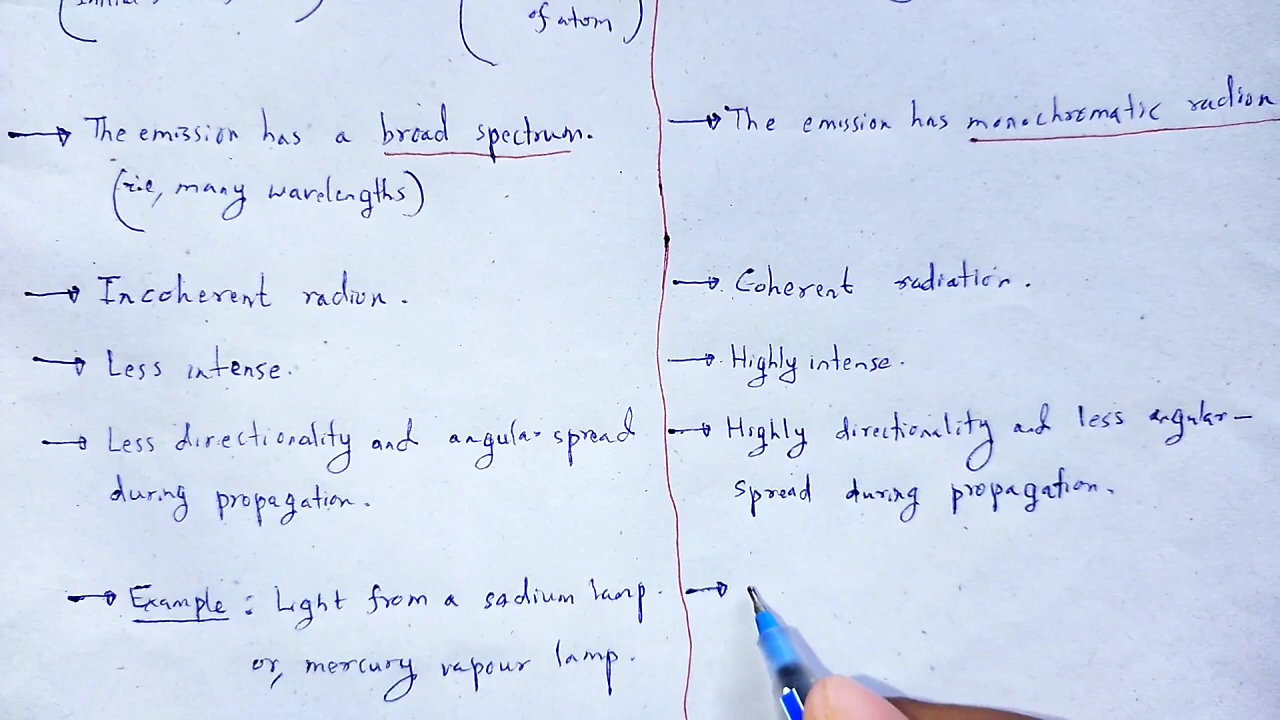 of atom)
→ The emission has a broad spectrum.
(i.e, many wavelengths)
→ Incoherent radion.
→ Less intense.
→ Less directionality and angular spread
during propagation.
→ Example : Light from a sodium lamp.
or, mercury vapour lamp.
→ The emission has monochromatic radion
→ Coherent radiation.
→ Highly intense.
→ Highly directionality and less angular-
spread during propagation.
→